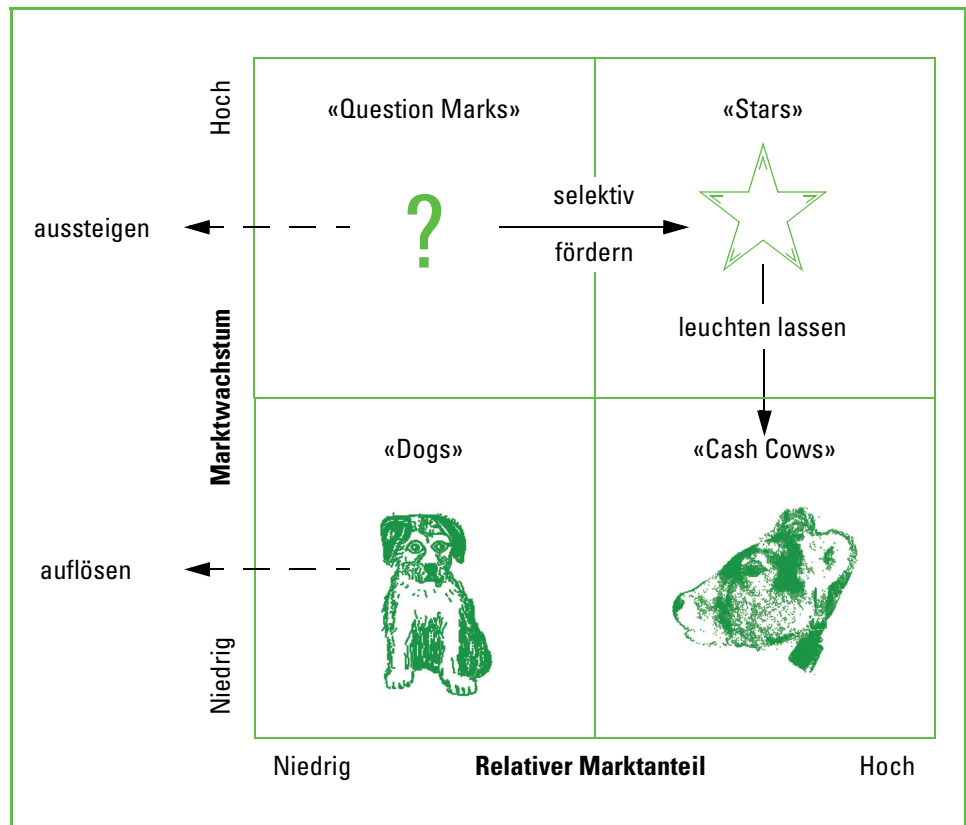 Hoch
«Question Marks»
«Stars»
?
aussteigen
selektiv
fördern
leuchten lassen
Marktwachstum
«Dogs»
«Cash Cows»
auflösen
Niedrig
Niedrig
Relativer Marktanteil
Hoch